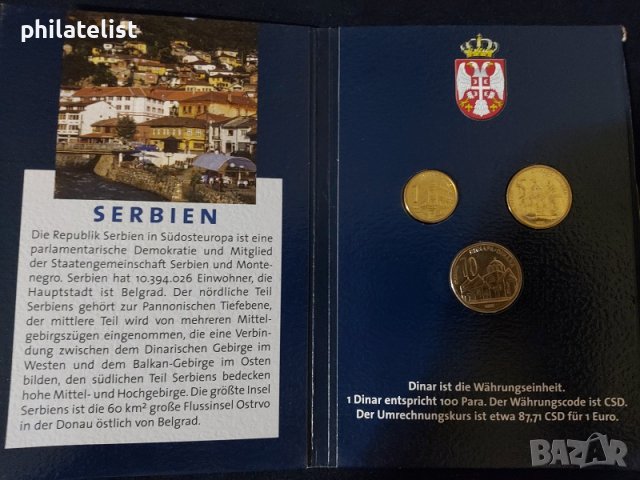 philatelist
SERBIEN
Die Republik Serbien in Südosteuropa ist eine
parlamentarische Demokratie und Mitglied
der Staatengemeinschaft Serbien und Monte-
negro. Serbien hat 10.394.026 Einwohner, die
Hauptstadt ist Belgrad. Der nördliche Teil
Serbiens gehört zur Pannonischen Tiefebene,
der mittlere Teil wird von mehreren Mittel-
gebirgszügen eingenommen, die eine Verbin-
dung zwischen dem Dinarischen Gebirge im
Westen und dem Balkan-Gebirge im Osten
bilden, den südlichen Teil Serbiens bedecken
hohe Mittel- und Hochgebirge. Die größte Insel
Serbiens ist die 60 km² große Flussinsel Ostrvo
in der Donau östlich von Belgrad.
1
10
Dinar ist die Währungseinheit.
1 Dinar entspricht 100 Para. Der Währungscode ist CSD.
Der Umrechnungskurs ist etwa 87,71 CSD für 1 Euro.
BAZAR